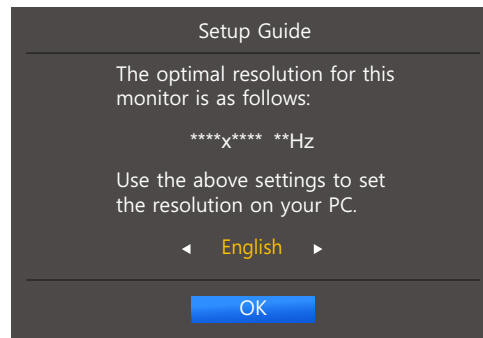 Setup Guide
The optimal resolution for this
monitor is as follows:
****x**** **Hz
Use the above settings to set
the resolution on your PC.
English
OK